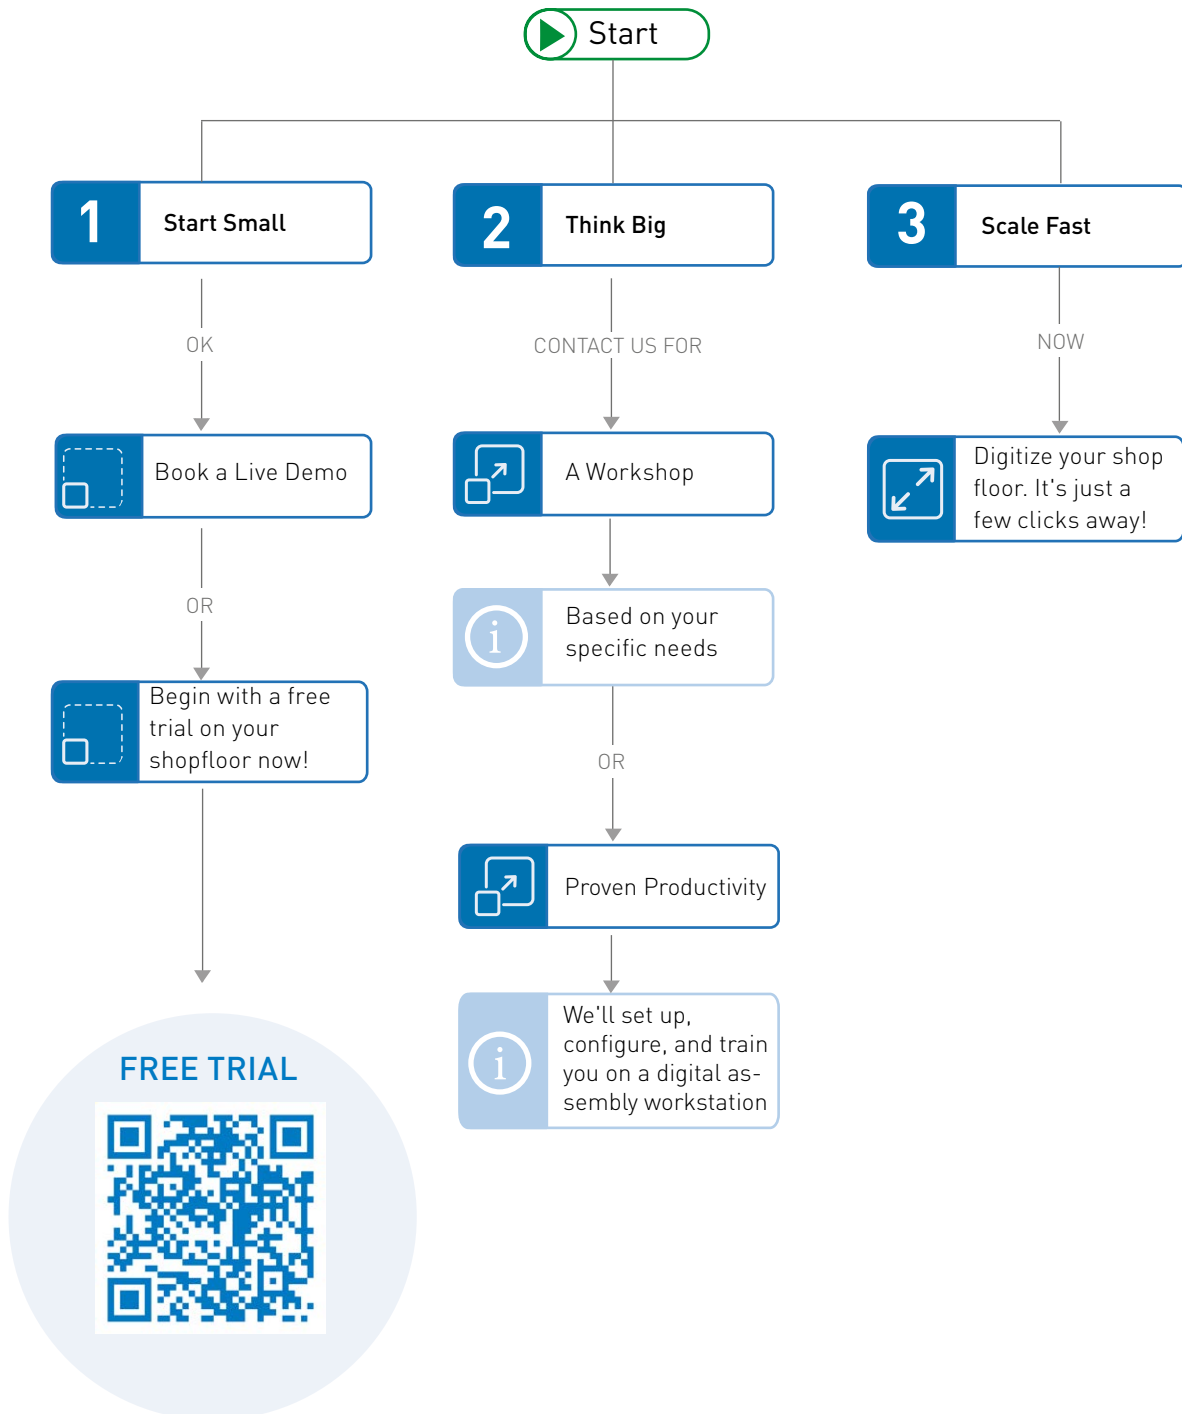 Start
1
Start Small
OK
Book a Live Demo
OR
Begin with a free
trial on your
shopfloor now!
FREE TRIAL
2
Think Big
CONTACT US FOR
A Workshop
i
Based on your
specific needs
OR
Proven Productivity
i
We'll set up,
configure, and train
you on a digital as-
sembly workstation
3
Scale Fast
NOW
Digitize your shop
floor. It's just a
few clicks away!